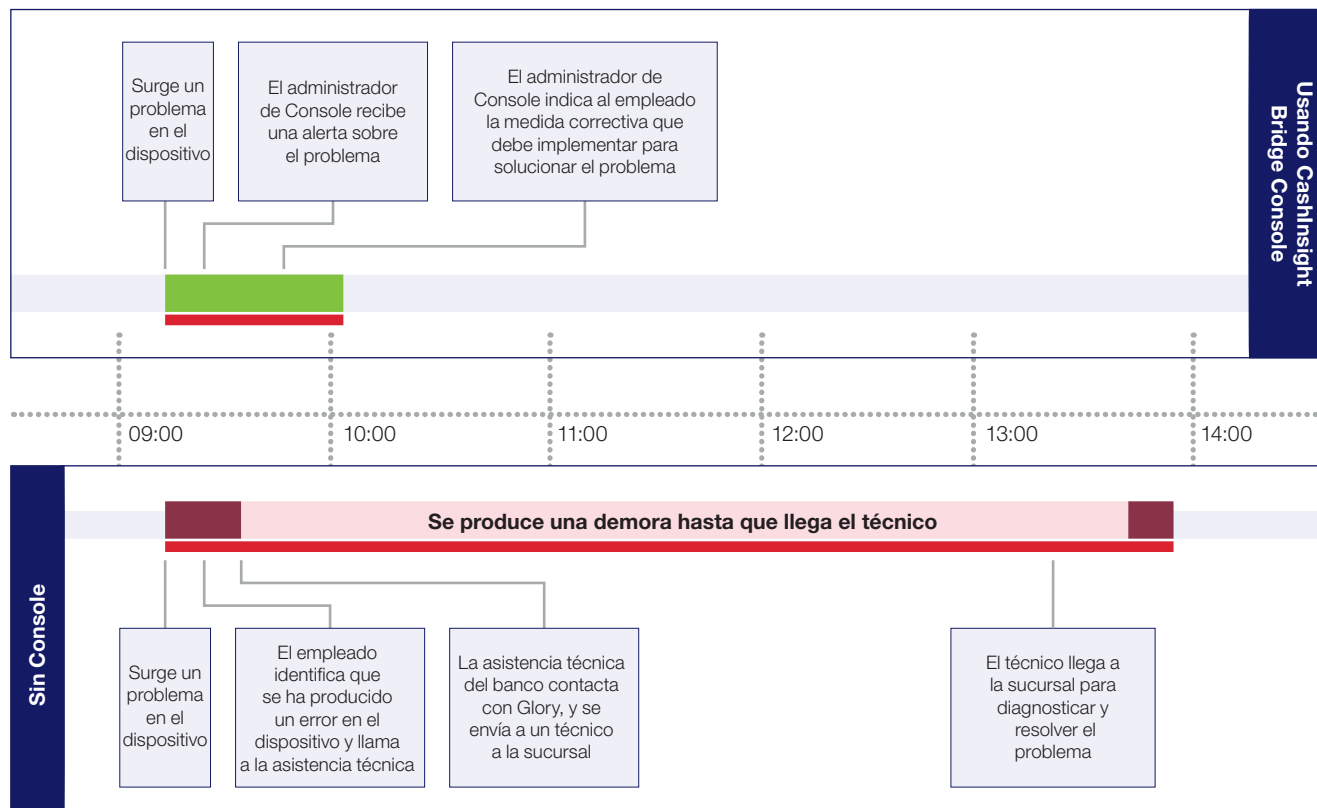 Surge un
problema
en el
dispositivo
El administrador
de Console recibe
una alerta sobre
el problema
El administrador de
Console indica al empleado
la medida correctiva que
debe implementar para
solucionar el problema
Usando CashInsight
Bridge Console
09:00
10:00
11:00
12:00
13:00
14:00
Sin Console
Se produce una demora hasta que llega el técnico
Surge un
problema
en el
dispositivo
El empleado
identifica que
se ha producido
un error en el
dispositivo y llama
a la asistencia técnica
La asistencia técnica
del banco contacta
con Glory, y se
envía a un técnico
a la sucursal
El técnico llega a
la sucursal para
diagnosticar y
resolver el
problema